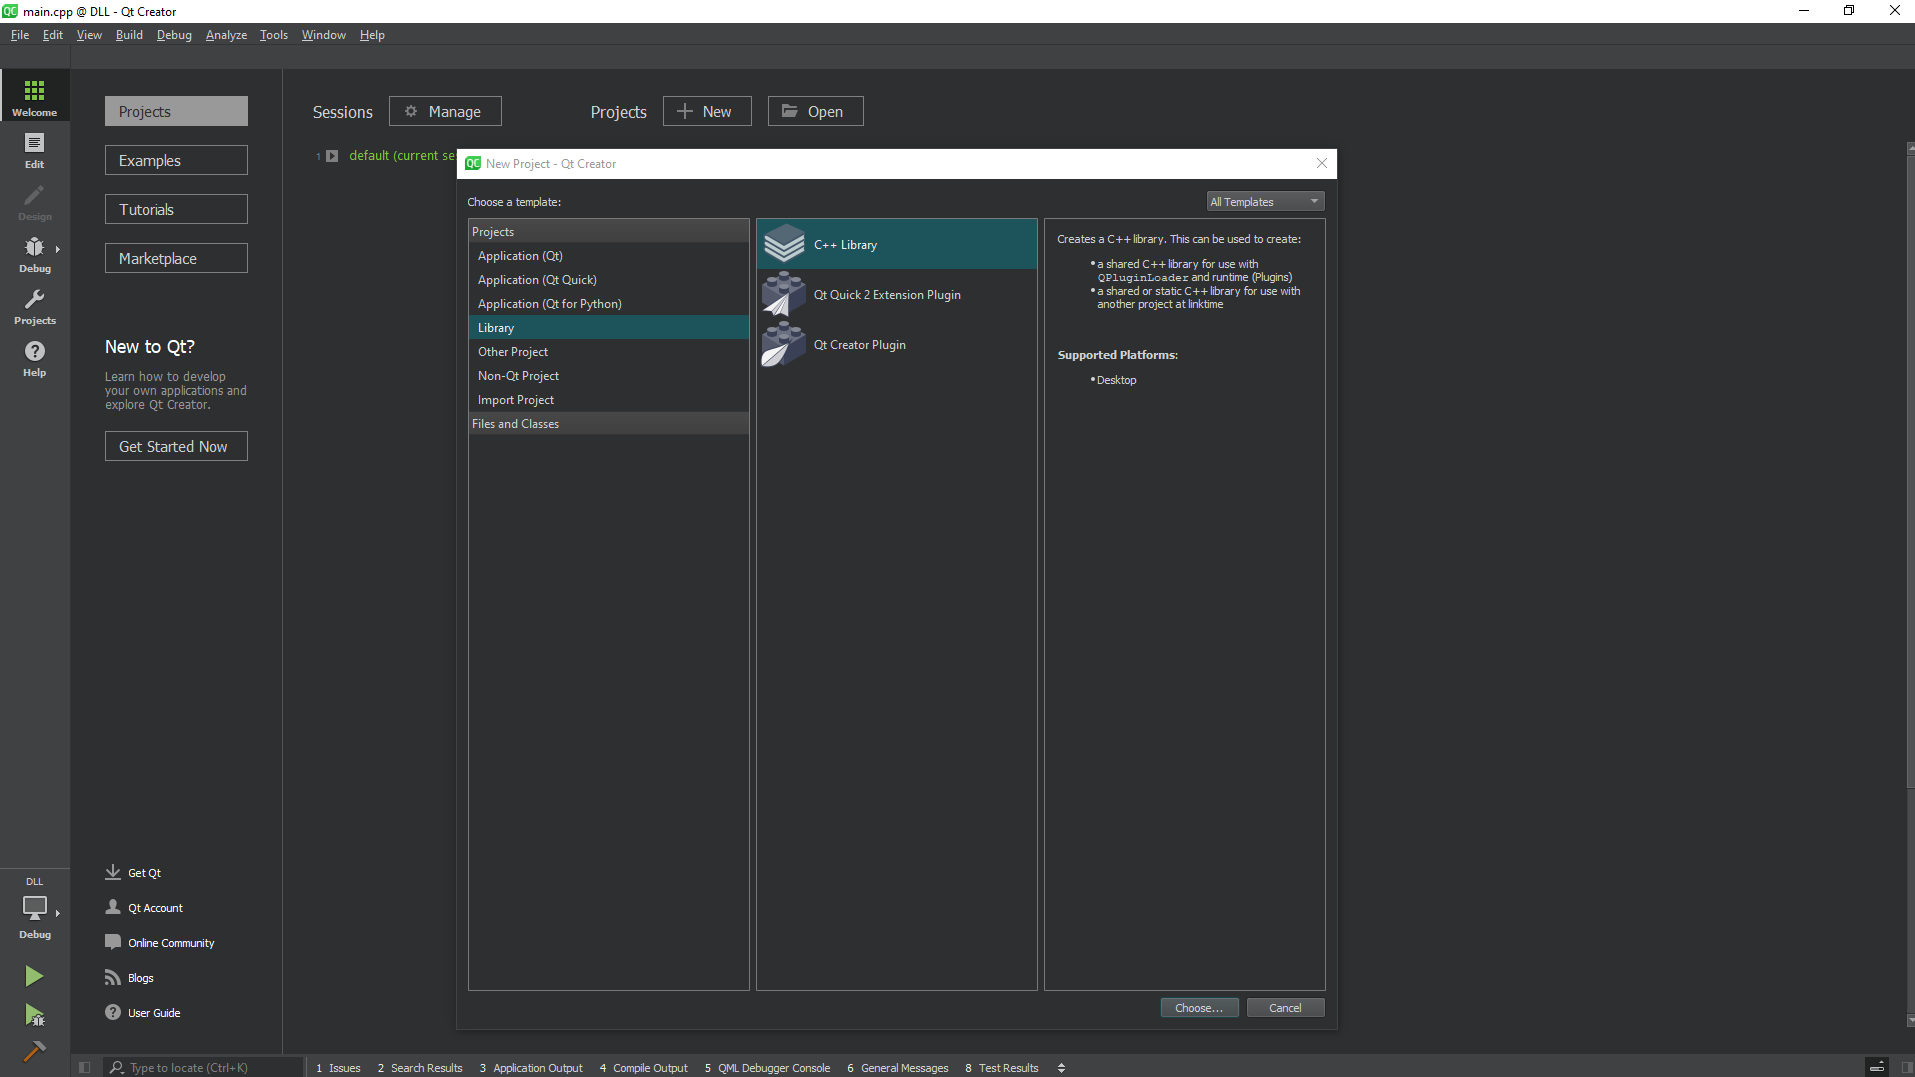 main.cpp @ DLL - Qt Creator
File Edit View Build Debug Analyze Tools Window Help
Welcome
Edit
Design
Debug
Projects
Help
DLL
Debug
Projects
Examples
Tutorials
Marketplace
New to Qt?
Learn how to develop
your own applications and
explore Qt Creator.
Get Started Now
Get Qt
Qt Account
Online Community
Blogs
User Guide
Sessions Manage Projects New Open
1 default (current se
New Project - Qt Creator
Choose a template: All Templates
Projects
Application (Qt)
Application (Qt Quick)
Application (Qt for Python)
Library
Other Project
Non-Qt Project
Import Project
Files and Classes
C++ Library
Qt Quick 2 Extension Plugin
Qt Creator Plugin
Creates a C++ library. This can be used to create:
• a shared C++ library for use with
QPluginLoader and runtime (Plugins)
• a shared or static C++ library for use with
another project at linktime
Supported Platforms:
• Desktop
Choose... Cancel
Type to locate (Ctrl+K) 1 Issues 2 Search Results 3 Application Output 4 Compile Output 5 QML Debugger Console 6 General Messages 8 Test Results